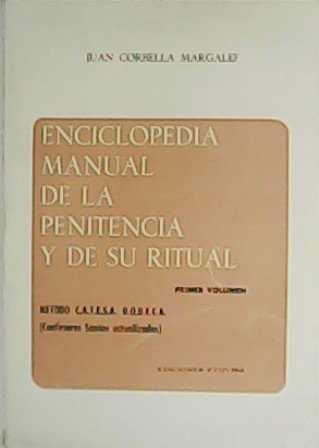 JUAN CORBELLA MARGALEF
ENCICLOPEDIA
MANUAL
DE LA
PENITENCIA
Y DE SU RITUAL
PRIMER VOLUMEN
METODO C.A.T.E.S.A. D.O.D.E.C.A.
(Confesores Santos actualizados)